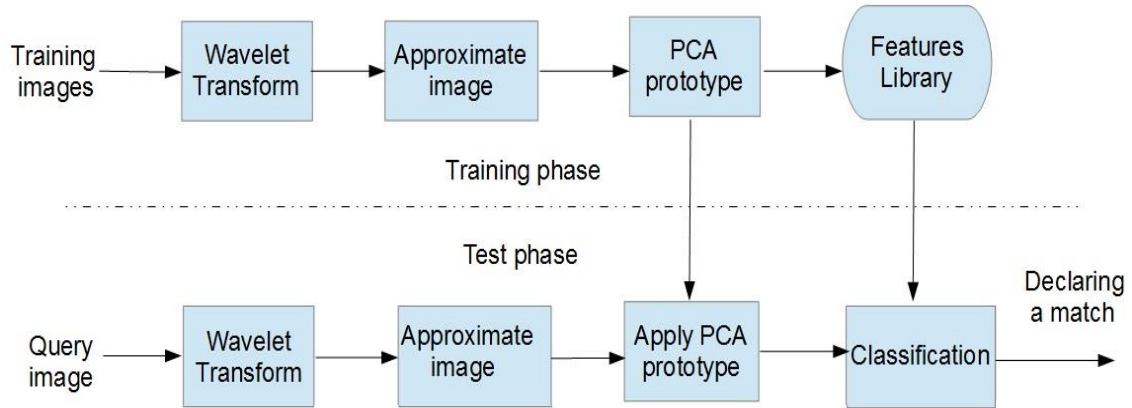 Training
images
Wavelet
Transform
Approximate
image
PCA
prototype
Features
Library
Training phase
Test phase
Query
image
Wavelet
Transform
Approximate
image
Apply PCA
prototype
Classification
Declaring
a match